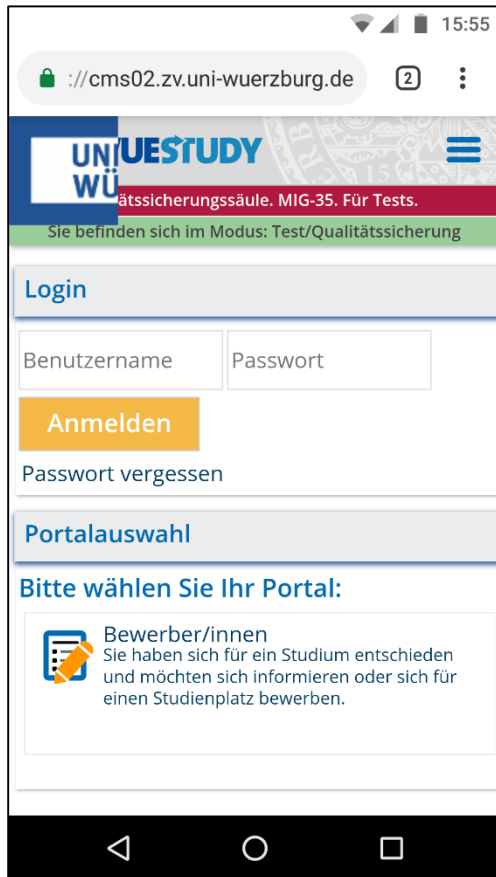 15:55
://cms02.zv.uni-wuerzburg.de
2
UNI UESTUDY
WÜ
ätssicherungssäule. MIG-35. Für Tests.
Sie befinden sich im Modus: Test/Qualitätssicherung
Login
Benutzername Passwort
Anmelden
Passwort vergessen
Portalauswahl
Bitte wählen Sie Ihr Portal:
Bewerber/innen
Sie haben sich für ein Studium entschieden
und möchten sich informieren oder sich für
einen Studienplatz bewerben.